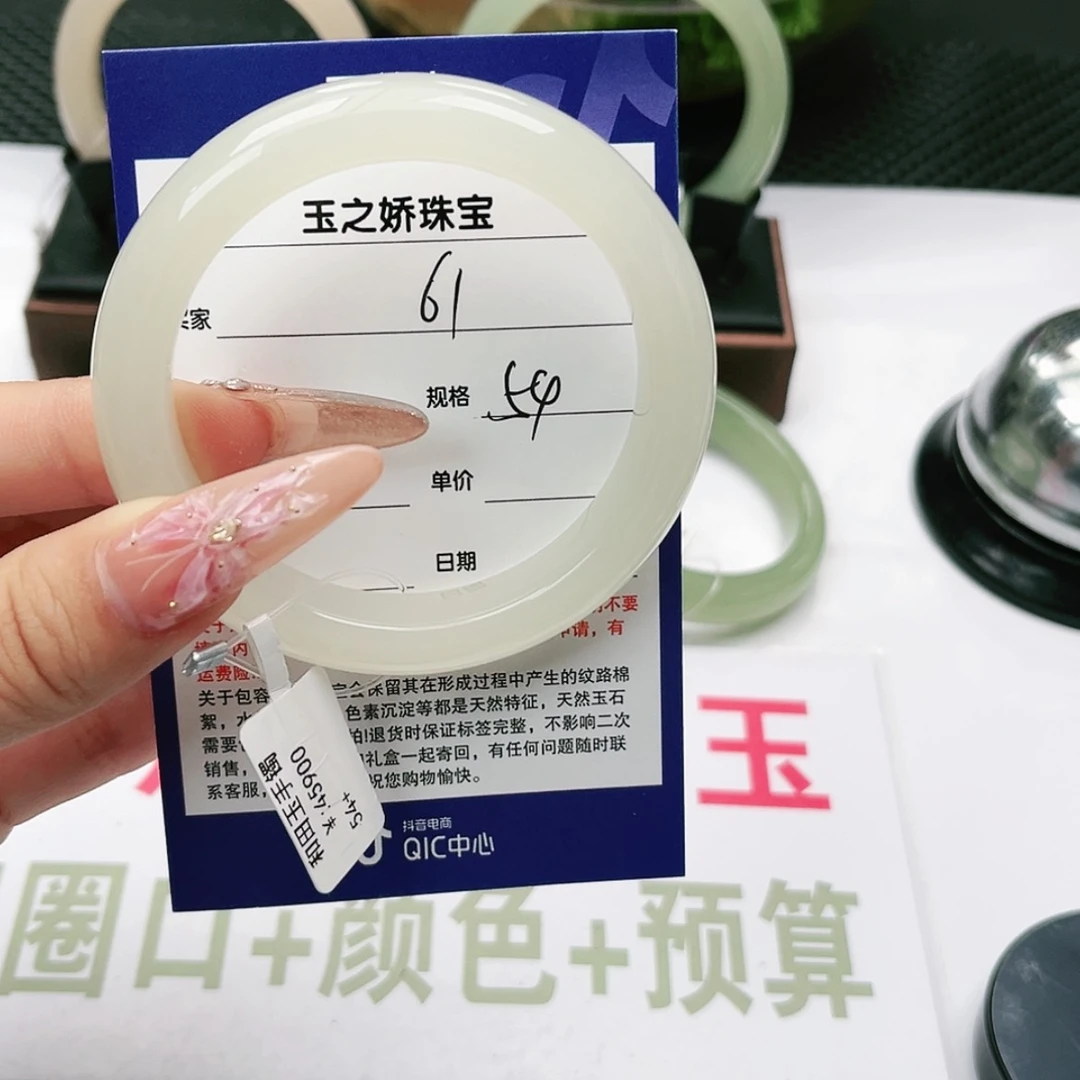 玉之娇珠宝
买家 61
规格 54
单价
日期
不要
申请，有
运费险
关于包容 会保留其在形成过程中产生的纹路棉
絮，水 色素沉淀等都是天然特征，天然玉石
需要 拍!退货时保证标签完整，不影响二次
销售， 礼盒一起寄回，有任何问题随时联
系客服， 祝您购物愉快。
抖音电商
QIC中心
和田玉手镯
¥:45900
54+
玉
圈口+颜色+预算